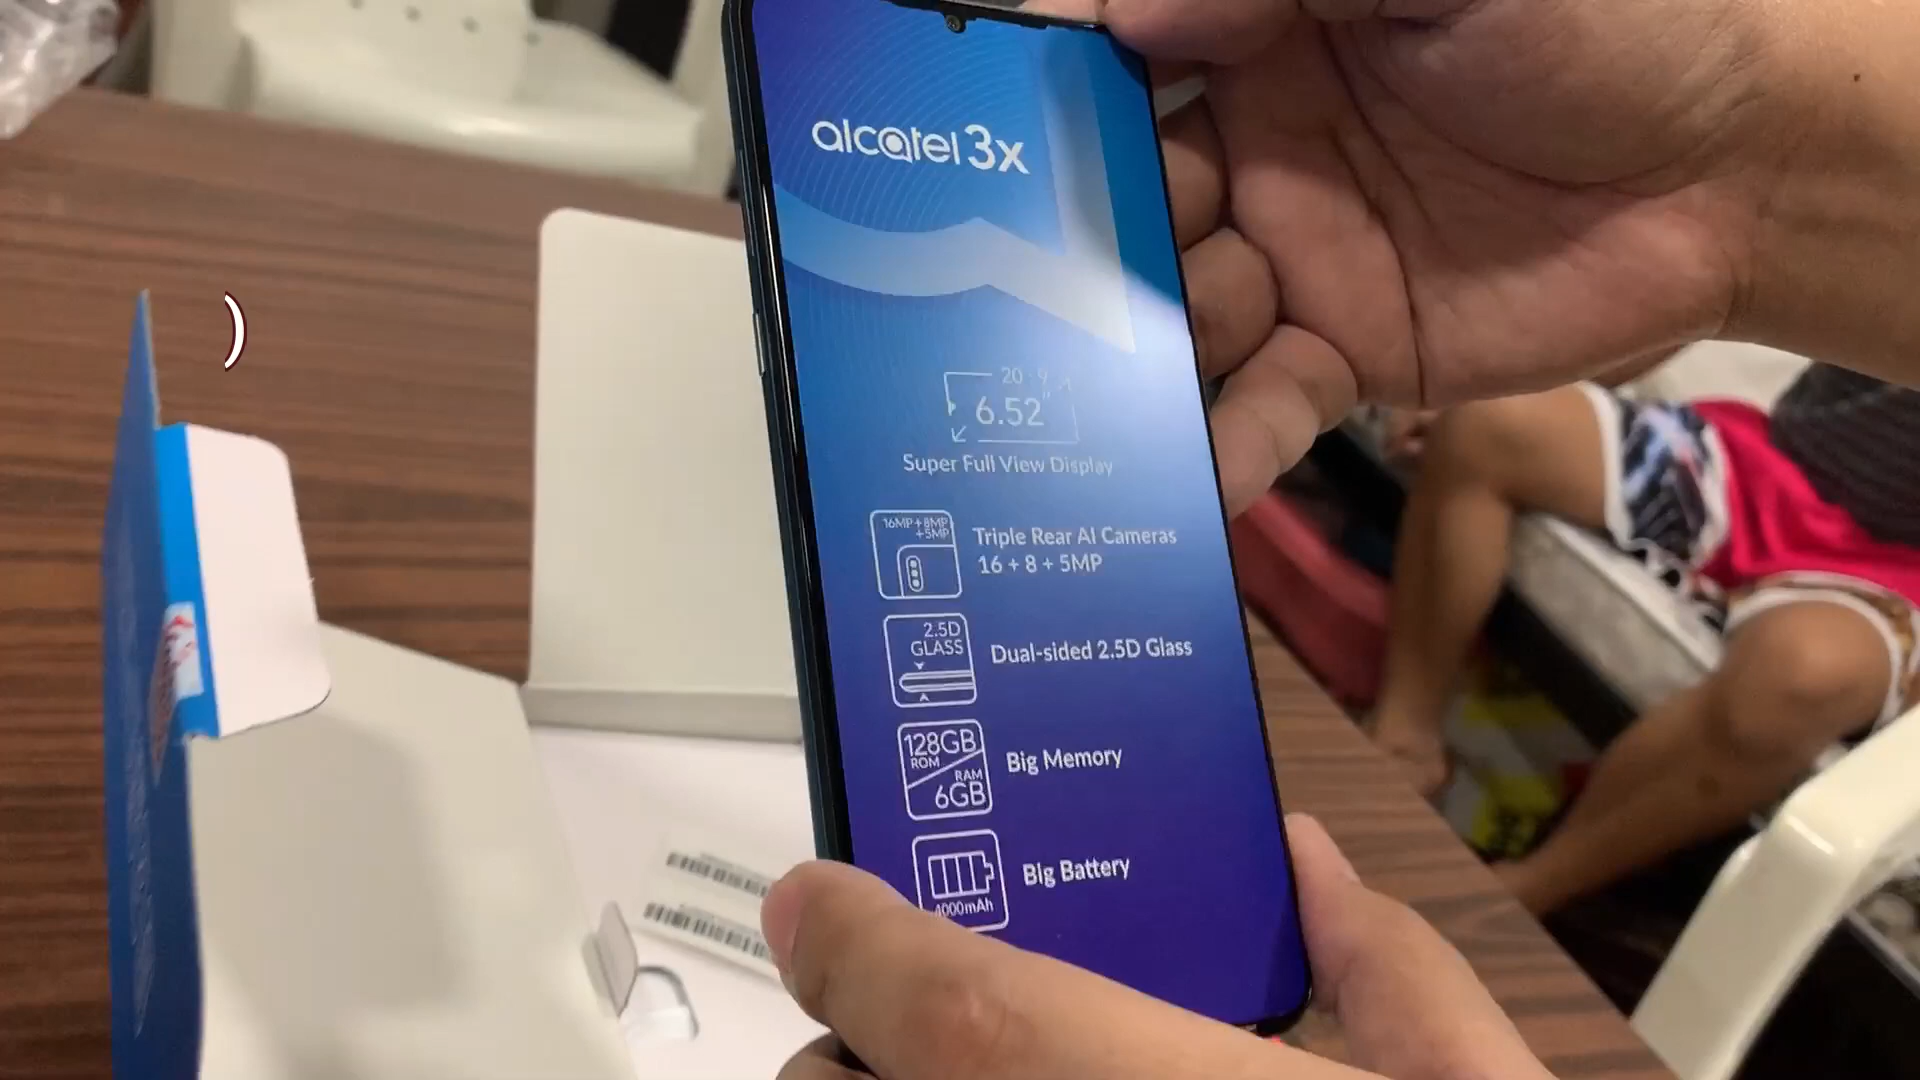 )
alcatel 3x
20:9
6.52"
Super Full View Display
16MP+8MP
+5MP
Triple Rear AI Cameras
16 + 8 + 5MP
2.5D
GLASS
Dual-sided 2.5D Glass
128GB
ROM
RAM
6GB
Big Memory
4000mAh
Big Battery